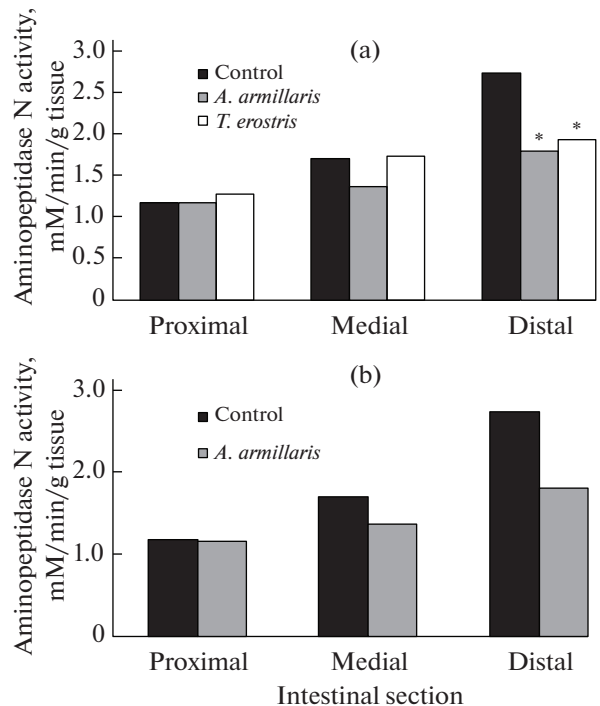 (a)
Aminopeptidase N activity,
mM/min/g tissue
3.0
2.5
2.0
1.5
1.0
0.5
0
Control
A. armillaris
T. erostris
*
*
Proximal
Medial
Distal
(b)
Aminopeptidase N activity,
mM/min/g tissue
3.0
2.0
1.0
0
Control
A. armillaris
Proximal
Medial
Distal
Intestinal section